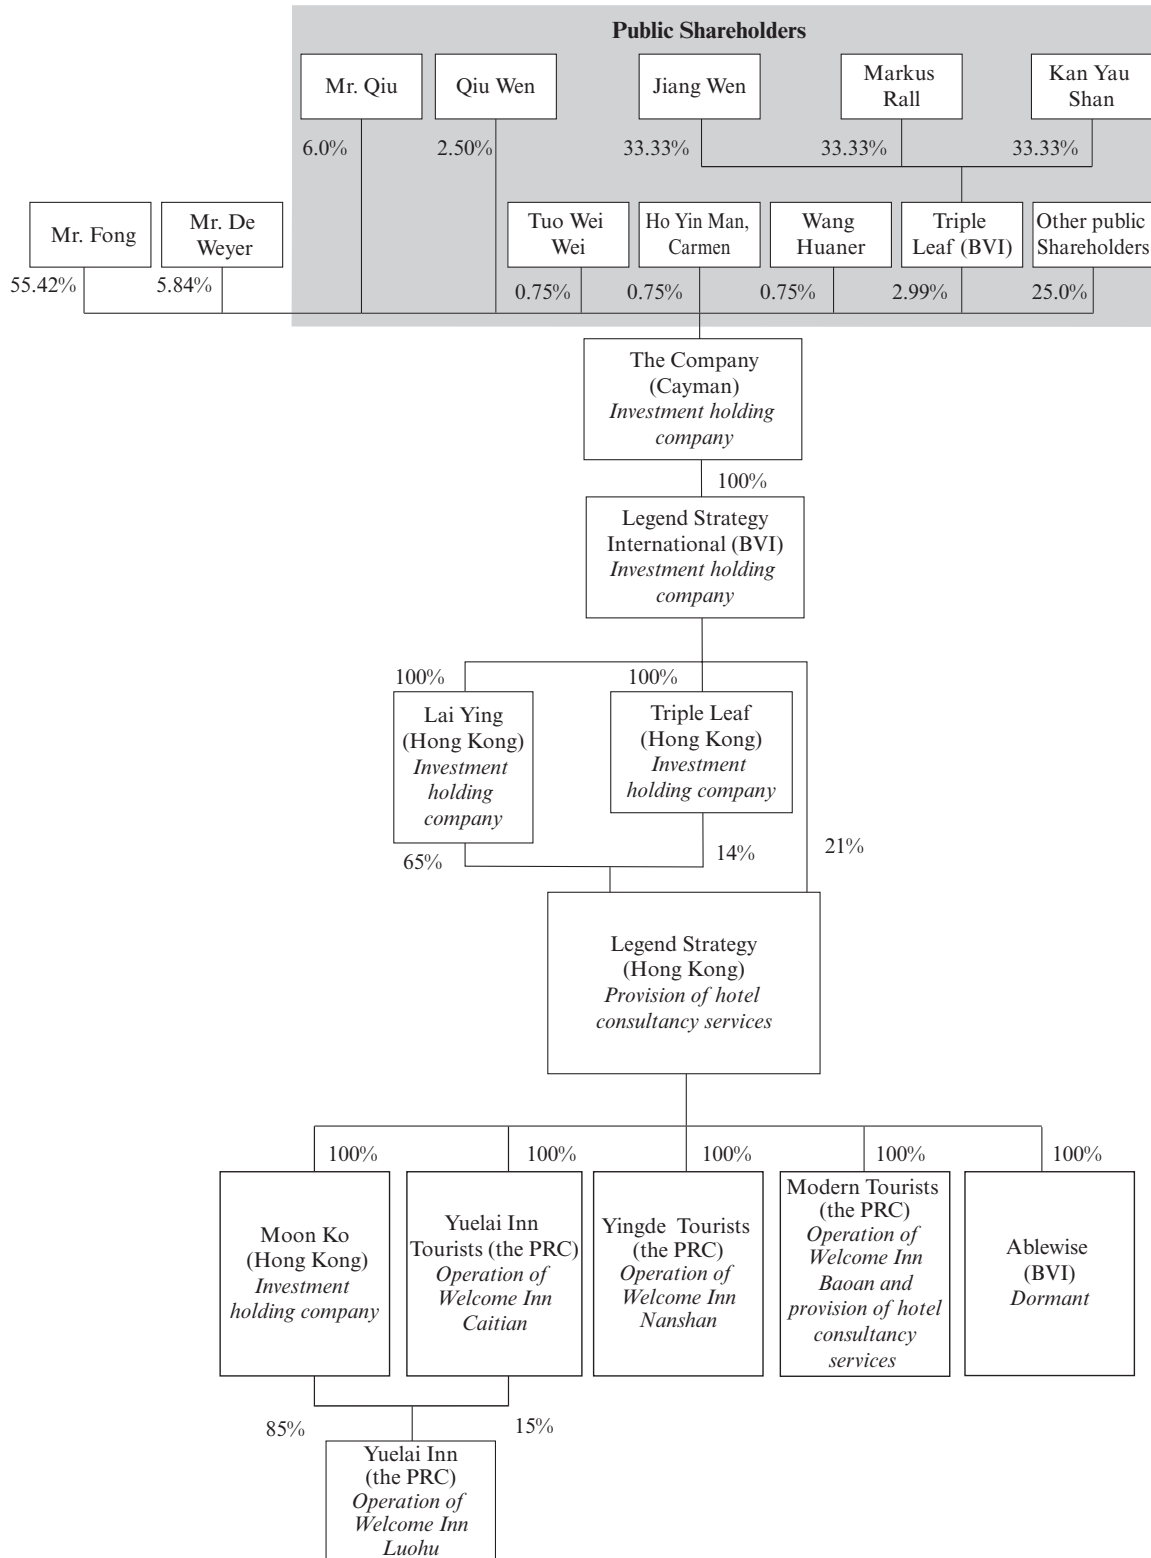 Public Shareholders
Mr. Qiu
Qiu Wen
Jiang Wen
Markus
Rall
Kan Yau
Shan
6.0%
2.50%
33.33%
33.33%
33.33%
Mr. Fong
Mr. De
Weyer
Tuo Wei
Wei
Ho Yin Man,
Carmen
Wang
Huaner
Triple
Leaf (BVI)
Other public
Shareholders
55.42%
5.84%
0.75%
0.75%
0.75%
2.99%
25.0%
The Company
(Cayman)
Investment holding
company
100%
Legend Strategy
International (BVI)
Investment holding
company
100%
100%
Lai Ying
(Hong Kong)
Investment
holding
company
Triple Leaf
(Hong Kong)
Investment
holding company
65%
14%
21%
Legend Strategy
(Hong Kong)
Provision of hotel
consultancy services
100%
100%
100%
100%
100%
Moon Ko
(Hong Kong)
Investment
holding company
Yuelai Inn
Tourists (the PRC)
Operation of
Welcome Inn
Caitian
Yingde Tourists
(the PRC)
Operation of
Welcome Inn
Nanshan
Modern Tourists
(the PRC)
Operation of
Welcome Inn
Baoan and
provision of hotel
consultancy
services
Ablewise
(BVI)
Dormant
85%
15%
Yuelai Inn
(the PRC)
Operation of
Welcome Inn
Luohu